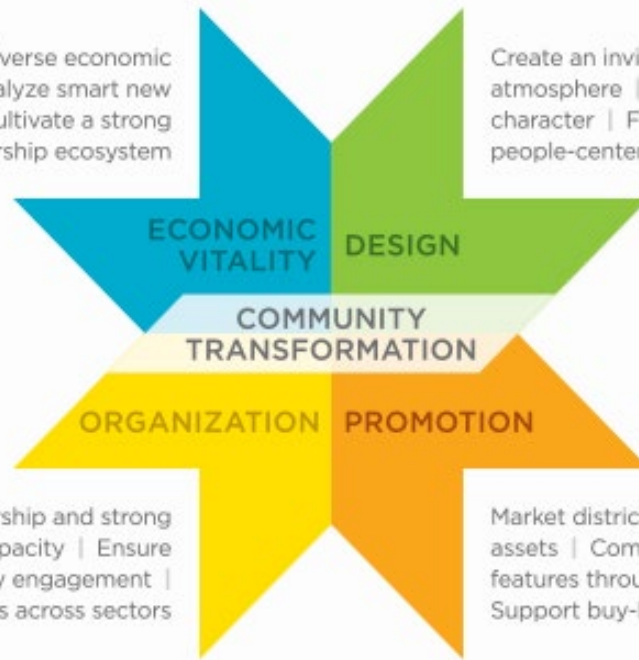 verse economic
alyze smart new
ultivate a strong
rship ecosystem
Create an invi
atmosphere |
character | F
people-center
ECONOMIC
VITALITY
DESIGN
COMMUNITY
TRANSFORMATION
ORGANIZATION
PROMOTION
ship and strong
pacity | Ensure
y engagement |
s across sectors
Market distric
assets | Com
features throu
Support buy-l